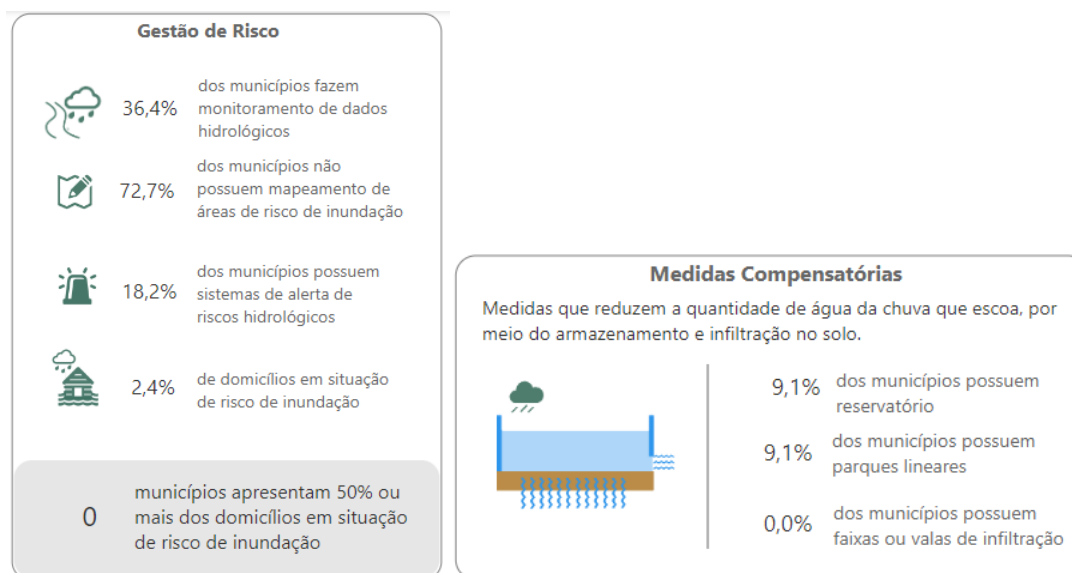 Gestão de Risco
36,4%
dos municípios fazem
monitoramento de dados
hidrológicos
72,7%
dos municípios não
possuem mapeamento de
áreas de risco de inundação
18,2%
dos municípios possuem
sistemas de alerta de
riscos hidrológicos
2,4%
de domicílios em situação
de risco de inundação
0
municípios apresentam 50% ou
mais dos domicílios em situação
de risco de inundação
Medidas Compensatórias
Medidas que reduzem a quantidade de água da chuva que escoa, por
meio do armazenamento e infiltração no solo.
9,1%
dos municípios possuem
reservatório
9,1%
dos municípios possuem
parques lineares
0,0%
dos municípios possuem
faixas ou valas de infiltração